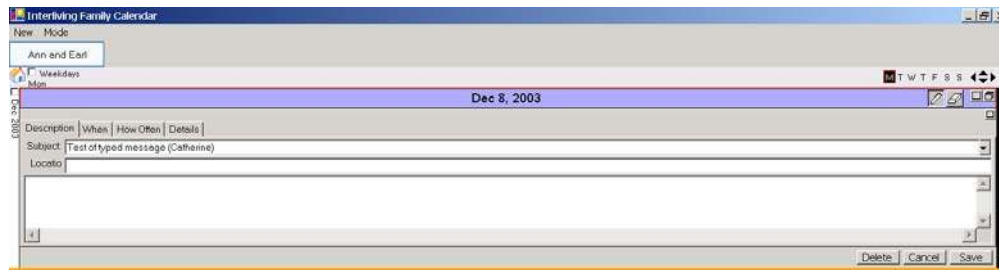 Interliving Family Calendar
New Mode
Ann and Earl
Weekdays
Mon
M T W T F S S
Dec 2003
Dec 8, 2003
Description When How Often Details
Subject Test of typed message (Catherine)
Locatio
Delete Cancel Save